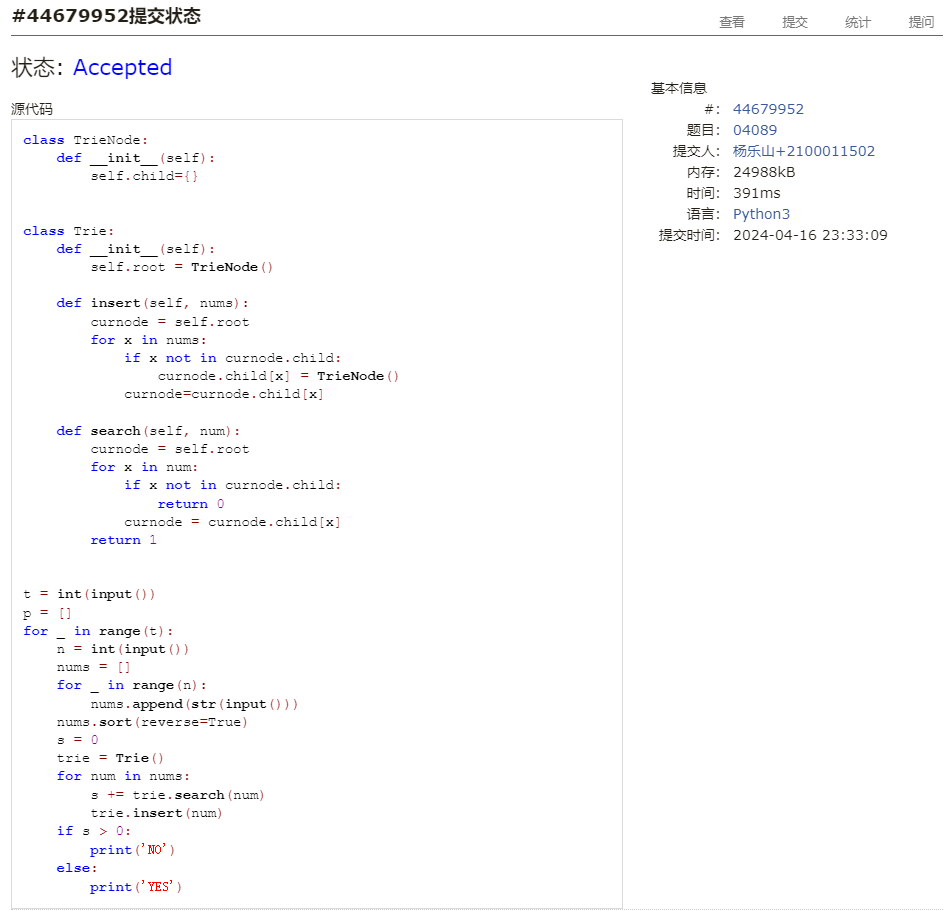 #44679952提交状态
查看 提交 统计 提问
状态: Accepted
源代码
class TrieNode:
    def __init__(self):
        self.child={}
class Trie:
    def __init__(self):
        self.root = TrieNode()
    def insert(self, nums):
        curnode = self.root
        for x in nums:
            if x not in curnode.child:
                curnode.child[x] = TrieNode()
            curnode=curnode.child[x]
    def search(self, num):
        curnode = self.root
        for x in num:
            if x not in curnode.child:
                return 0
            curnode = curnode.child[x]
        return 1
t = int(input())
p = []
for _ in range(t):
    n = int(input())
    nums = []
    for _ in range(n):
        nums.append(str(input()))
    nums.sort(reverse=True)
    s = 0
    trie = Trie()
    for num in nums:
        s += trie.search(num)
        trie.insert(num)
    if s > 0:
        print('NO')
    else:
        print('YES')
基本信息
#: 44679952
题目: 04089
提交人: 杨乐山+2100011502
内存: 24988kB
时间: 391ms
语言: Python3
提交时间: 2024-04-16 23:33:09